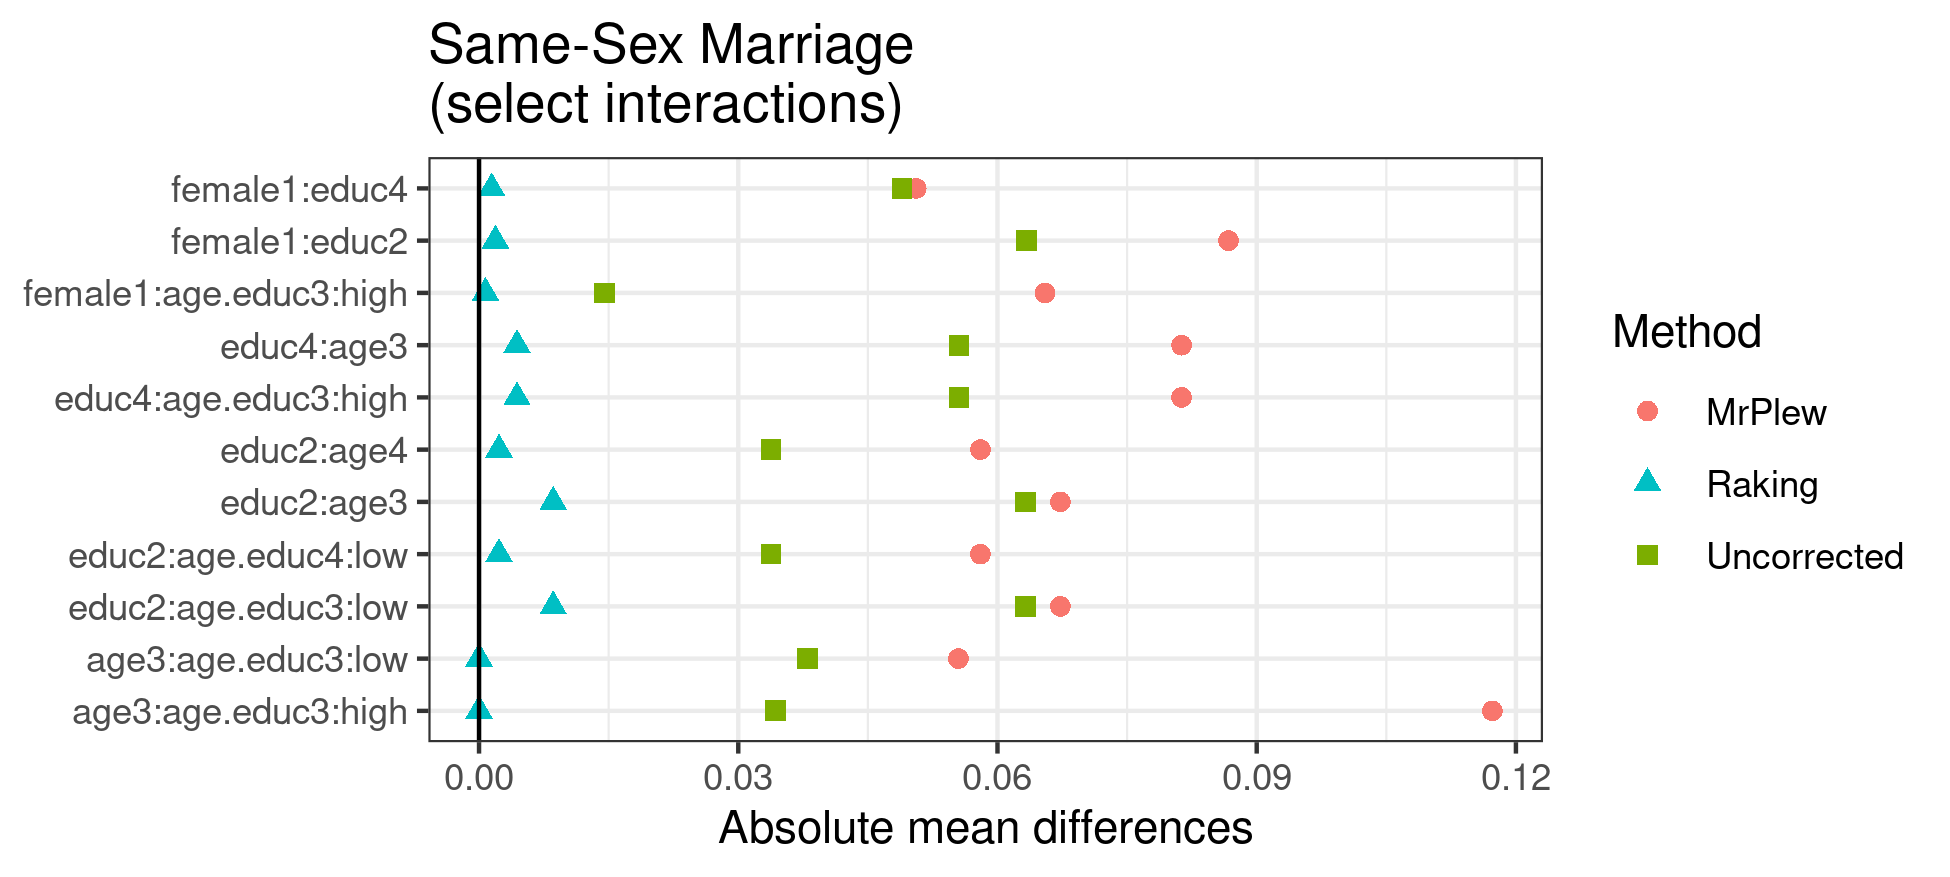 Same-Sex Marriage
(select interactions)
female1:educ4
female1:educ2
female1:age.educ3:high
educ4:age3
educ4:age.educ3:high
educ2:age4
educ2:age3
educ2:age.educ4:low
educ2:age.educ3:low
age3:age.educ3:low
age3:age.educ3:high
0.00 0.03 0.06 0.09 0.12
Absolute mean differences
Method
MrPlew
Raking
Uncorrected